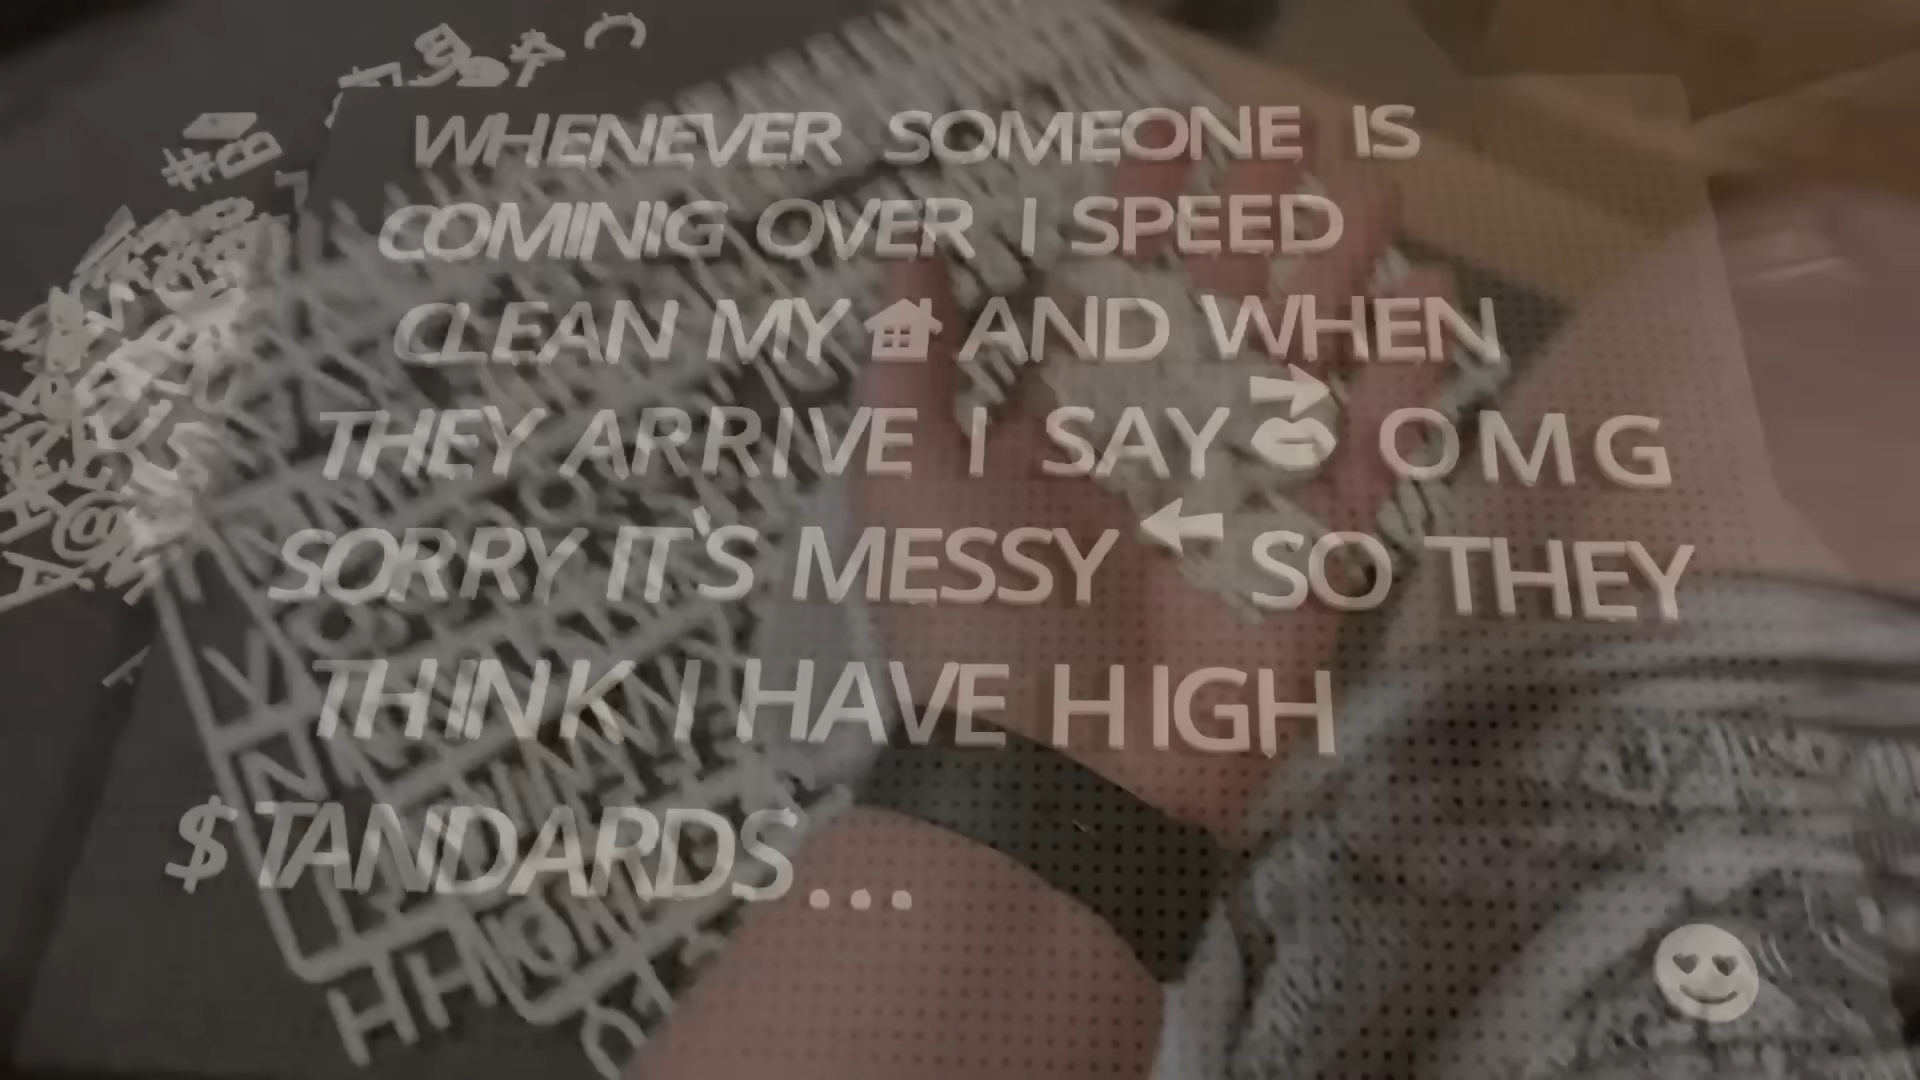 WHENEVER SOMEONE IS
COMING OVER I SPEED
CLEAN MY 🏠 AND WHEN
THEY ARRIVE I SAY OMG
SORRY IT'S MESSY SO THEY
THINK I HAVE HIGH
$TANDARDS...